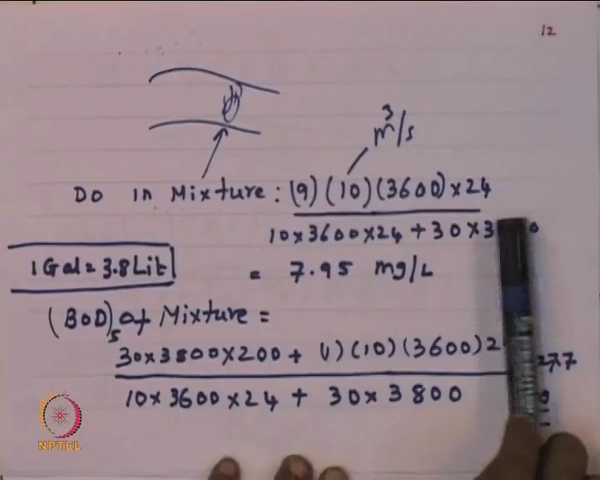 12
m³/s
DO in Mixture: (9)(10)(3600)×24
10×3600×24 + 30×3
1 Gal = 3.8 Lit
= 7.95 mg/L
(BOD)5 of Mixture =
30×3800×200 + (1)(10)(3600)2
277
10×3600×24 + 30×3800
NPTEL